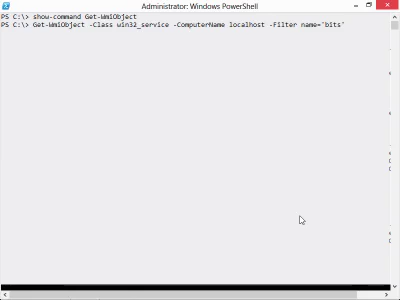 Administrator: Windows PowerShell
PS C:\> show-command Get-WmiObject
PS C:\> Get-WmiObject -Class win32_service -ComputerName localhost -Filter name='bits'